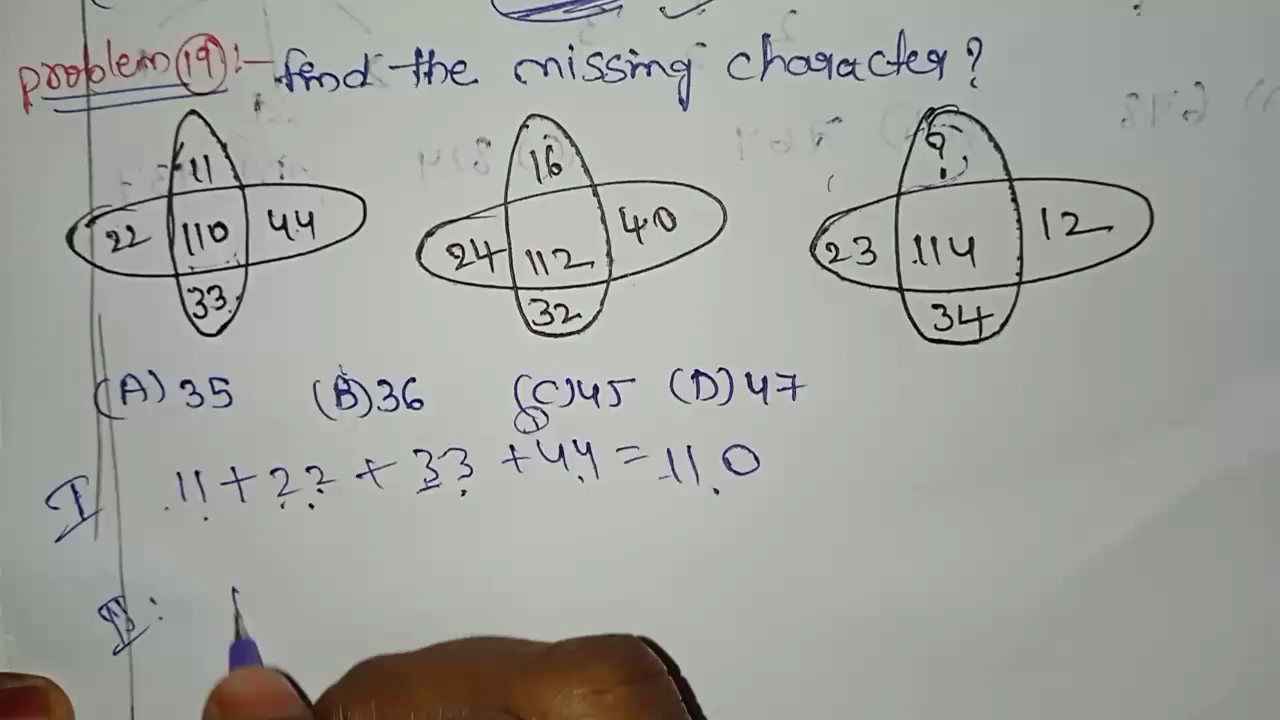 problem 19 :- find the missing character?
11 16 ?
22 110 44 24 112 40 23 114 12
33 32 34
(A) 35 (B) 36 (C) 45 (D) 47
I 11 + 22 + 33 + 44 = 110
II :